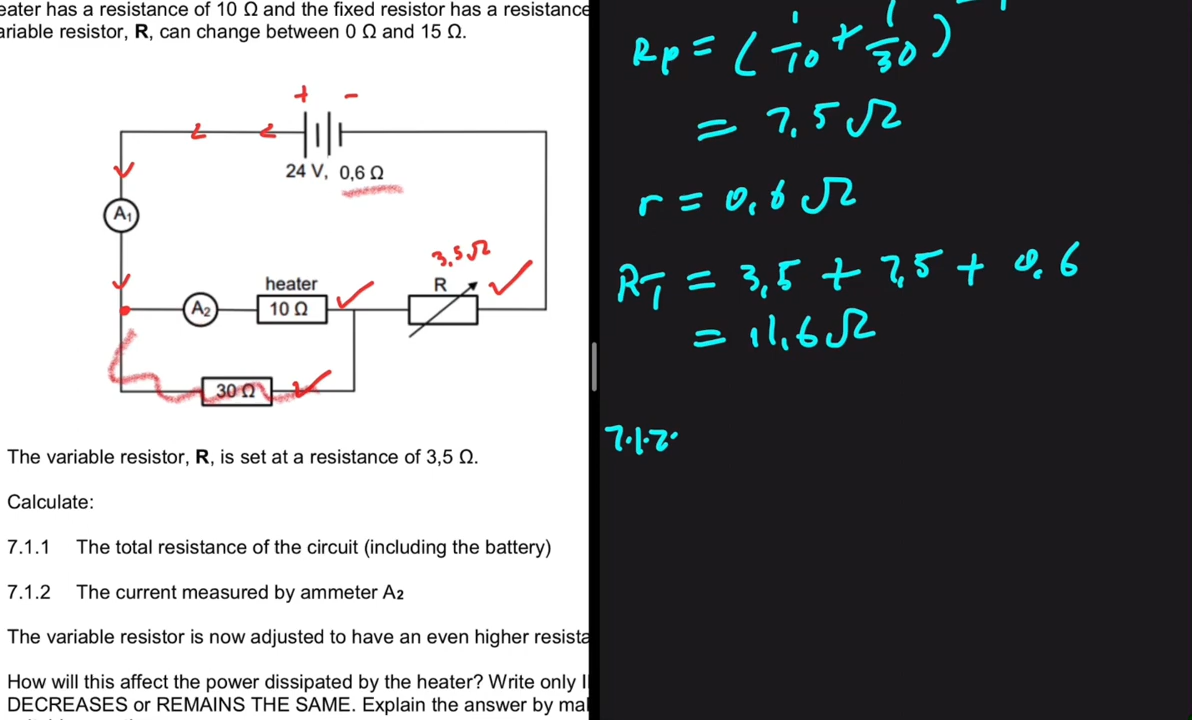 eater has a resistance of 10 Ω and the fixed resistor has a resistance
ariable resistor, R, can change between 0 Ω and 15 Ω.
+ −
24 V, 0,6 Ω
A1
3,5 Ω
heater
R
A2
10 Ω
30 Ω
The variable resistor, R, is set at a resistance of 3,5 Ω.
Calculate:
7.1.1 The total resistance of the circuit (including the battery)
7.1.2 The current measured by ammeter A2
The variable resistor is now adjusted to have an even higher resista
How will this affect the power dissipated by the heater? Write only I
DECREASES or REMAINS THE SAME. Explain the answer by ma
Rp = (1/10 + 1/30)
= 7,5 Ω
r = 0,6 Ω
RT = 3,5 + 7,5 + 0,6
= 11,6 Ω
7.1.2.